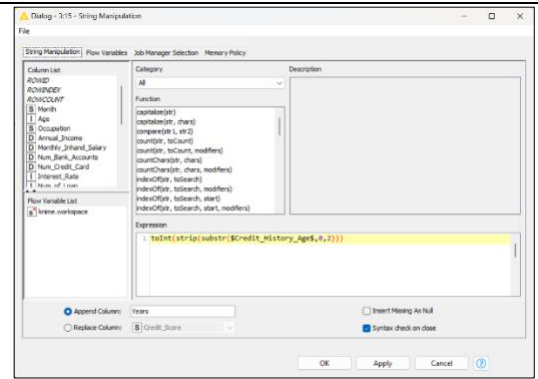 Dialog - 3:15 - String Manipulation
File
String Manipulation Flow Variables Job Manager Selection Memory Policy
Column List
ROWID
ROWINDEX
ROWCOUNT
S Month
I Age
S Occupation
D Annual_Income
D Monthly_Inhand_Salary
D Num_Bank_Accounts
D Num_Credit_Card
I Interest_Rate
I Num_of_Loan
Flow Variable List
s knime.workspace
Category
All
Function
capitalize(str)
capitalize(str, chars)
compare(str1, str2)
count(str, toCount)
count(str, toCount, modifiers)
countChars(str, chars)
countChars(str, chars, modifiers)
indexOf(str, toSearch)
indexOf(str, toSearch, modifiers)
indexOf(str, toSearch, start)
indexOf(str, toSearch, start, modifiers)
Description
Expression
1 toInt(strip(substr($Credit_History_Age$,0,2)))
Append Column: Years
Insert Missing As Null
Replace Column: S Credit_Score
Syntax check on close
OK Apply Cancel ?